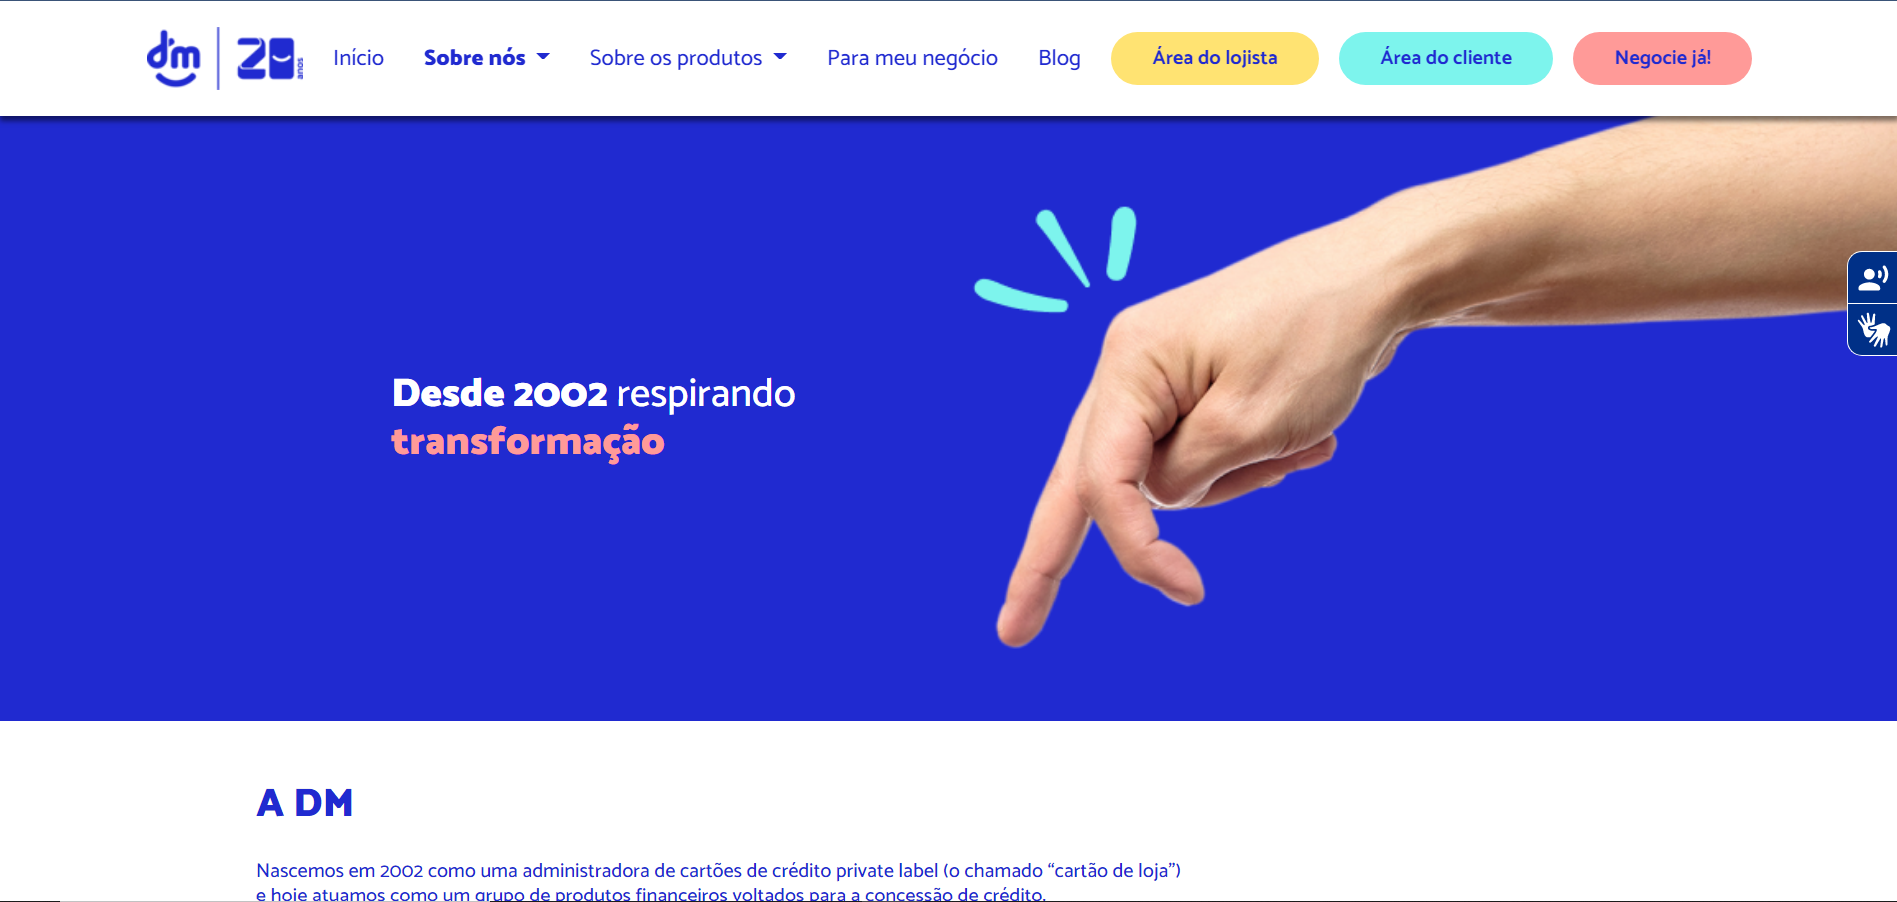 dm 20 anos
Início
Sobre nós
Sobre os produtos
Para meu negócio
Blog
Área do lojista
Área do cliente
Negocie já!
Desde 2002 respirando
transformação
A DM
Nascemos em 2002 como uma administradora de cartões de crédito private label (o chamado “cartão de loja”)
e hoje atuamos como um grupo de produtos financeiros voltados para a concessão de crédito.